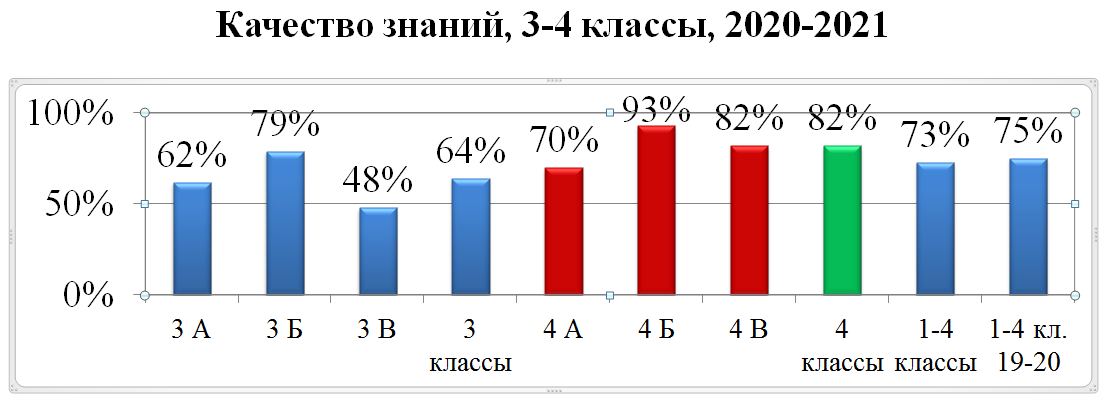 Качество знаний, 3-4 классы, 2020-2021
100%
50%
0%
62%
79%
48%
64%
70%
93%
82%
82%
73%
75%
3 А
3 Б
3 В
3
классы
4 А
4 Б
4 В
4
классы
1-4
классы
1-4 кл.
19-20